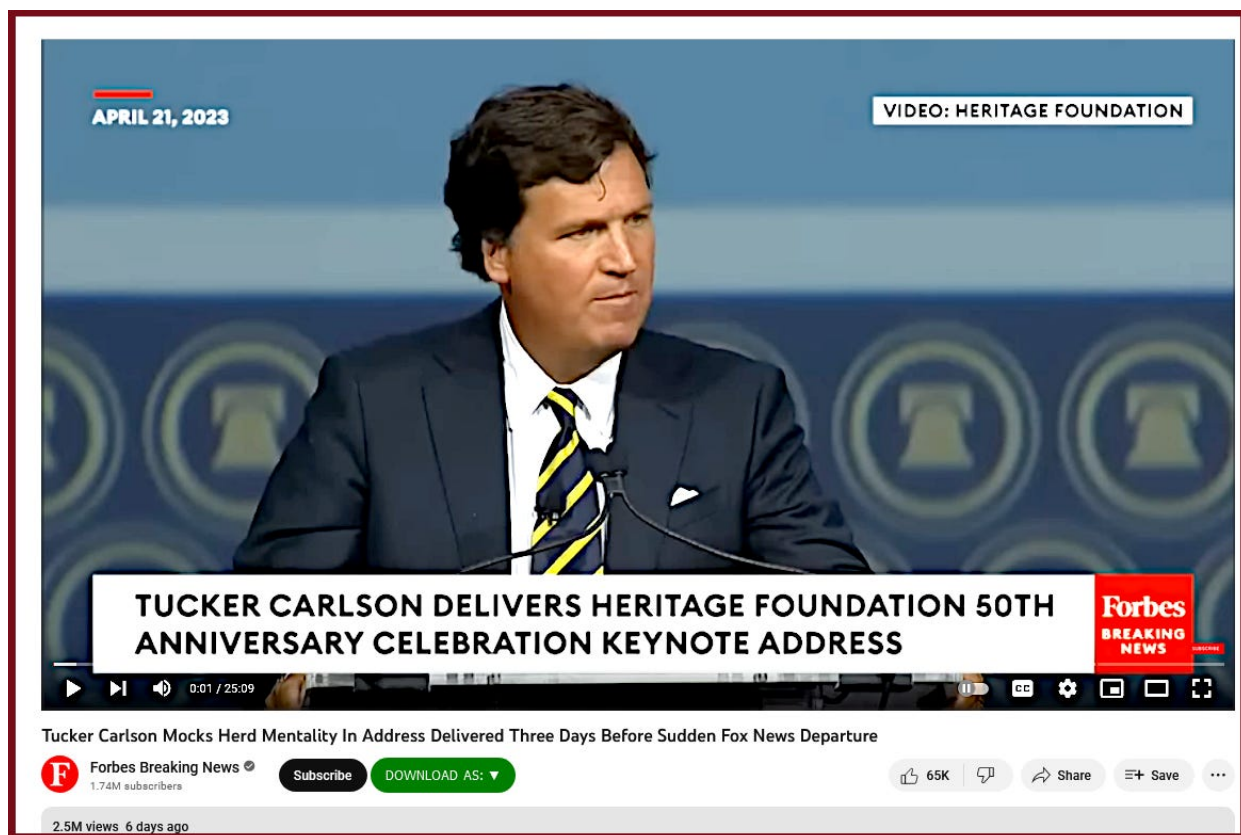 APRIL 21, 2023
VIDEO: HERITAGE FOUNDATION
TUCKER CARLSON DELIVERS HERITAGE FOUNDATION 50TH
ANNIVERSARY CELEBRATION KEYNOTE ADDRESS
Forbes
BREAKING
NEWS
SUBSCRIBE
0:01 / 25:09
CC
Tucker Carlson Mocks Herd Mentality In Address Delivered Three Days Before Sudden Fox News Departure
F
Forbes Breaking News
1.74M subscribers
Subscribe
DOWNLOAD AS: ▼
65K
Share
Save
2.5M views 6 days ago